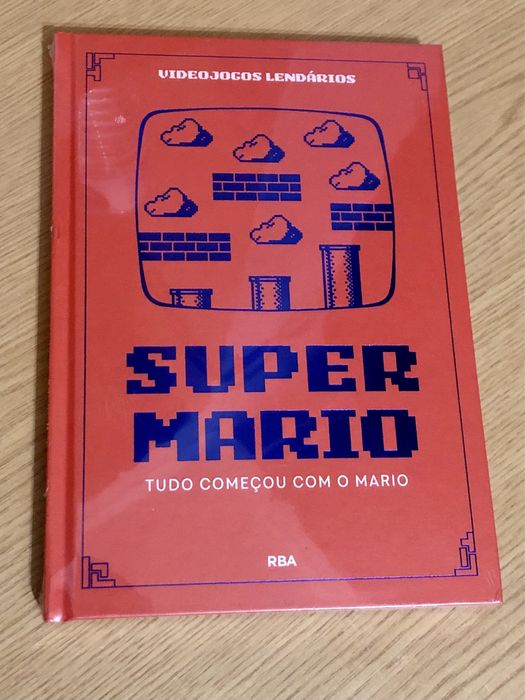 VIDEOJOGOS LENDÁRIOS
SUPER
MARIO
TUDO COMEÇOU COM O MARIO
RBA